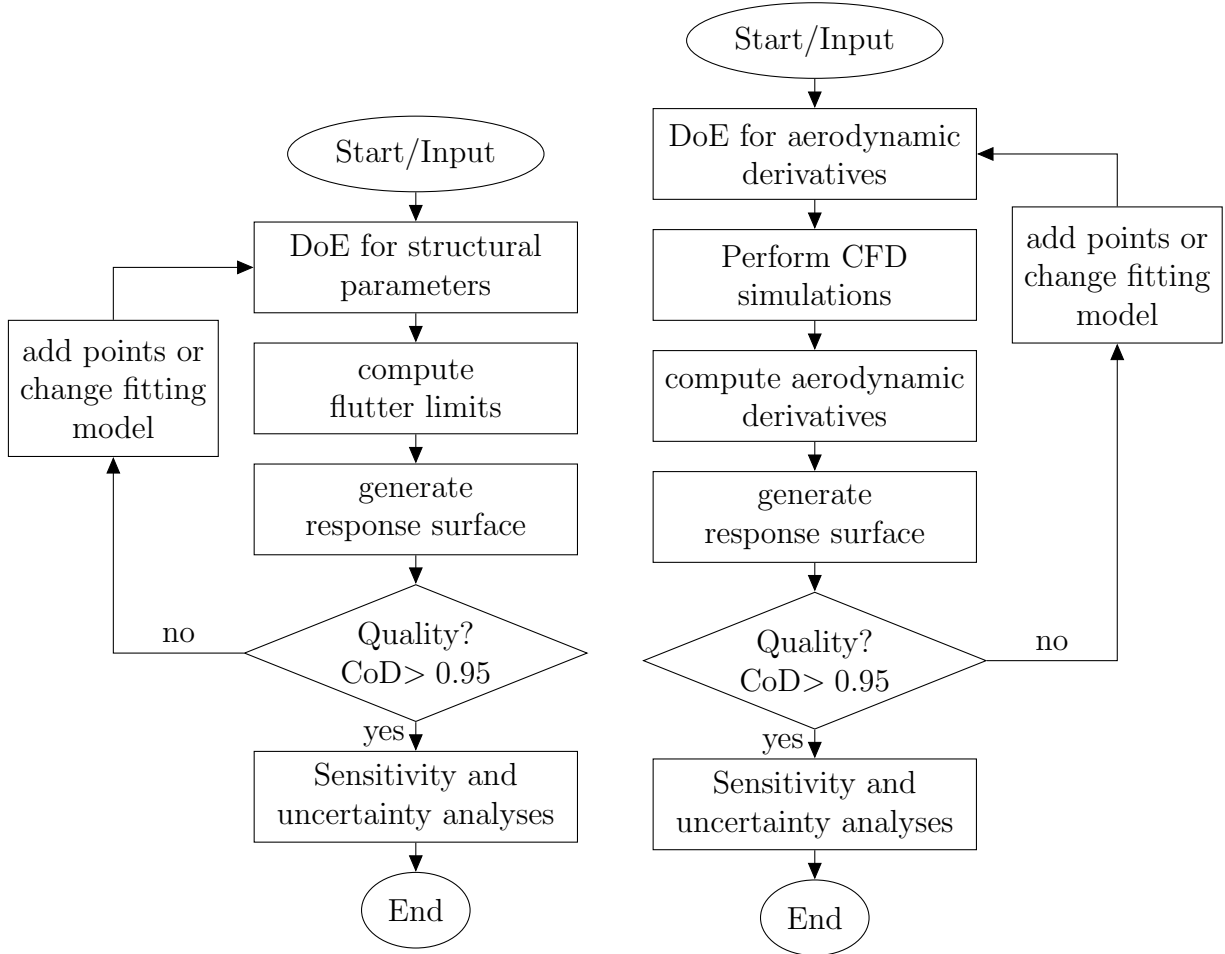 Start/Input
DoE for structural
parameters
add points or
change fitting
model
compute
flutter limits
generate
response surface
no
Quality?
CoD> 0.95
yes
Sensitivity and
uncertainty analyses
End
Start/Input
DoE for aerodynamic
derivatives
Perform CFD
simulations
add points or
change fitting
model
compute aerodynamic
derivatives
generate
response surface
Quality?
CoD> 0.95
no
yes
Sensitivity and
uncertainty analyses
End